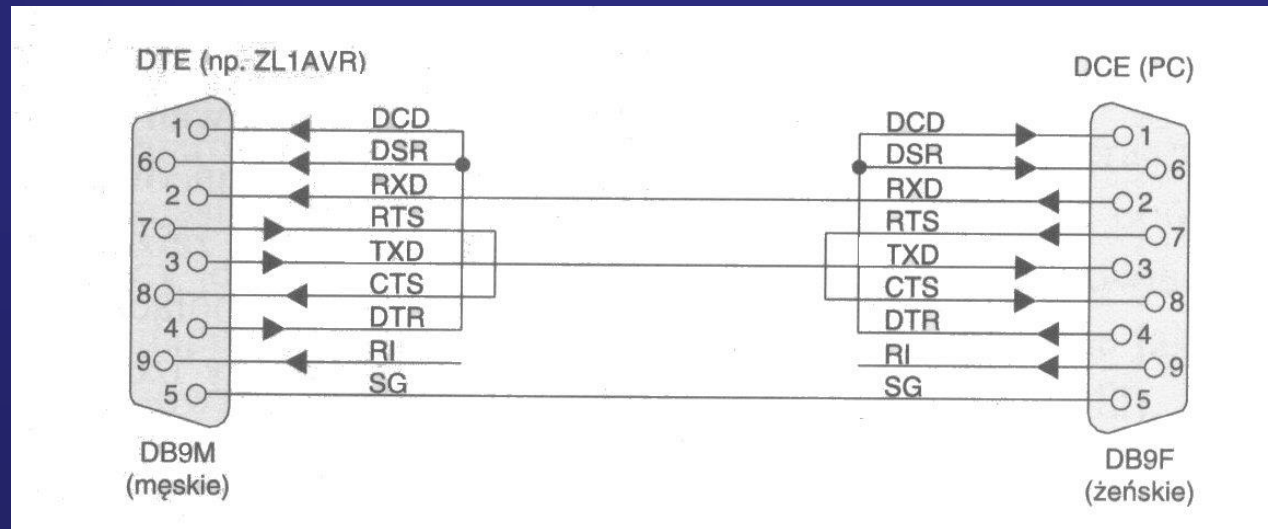 DTE (np. ZL1AVR)
DCE (PC)
1 DCD
6 DSR
2 RXD
7 RTS
3 TXD
8 CTS
4 DTR
9 RI
5 SG
DCD 1
DSR 6
RXD 2
RTS 7
TXD 3
CTS 8
DTR 4
RI 9
SG 5
DB9M
(męskie)
DB9F
(żeńskie)